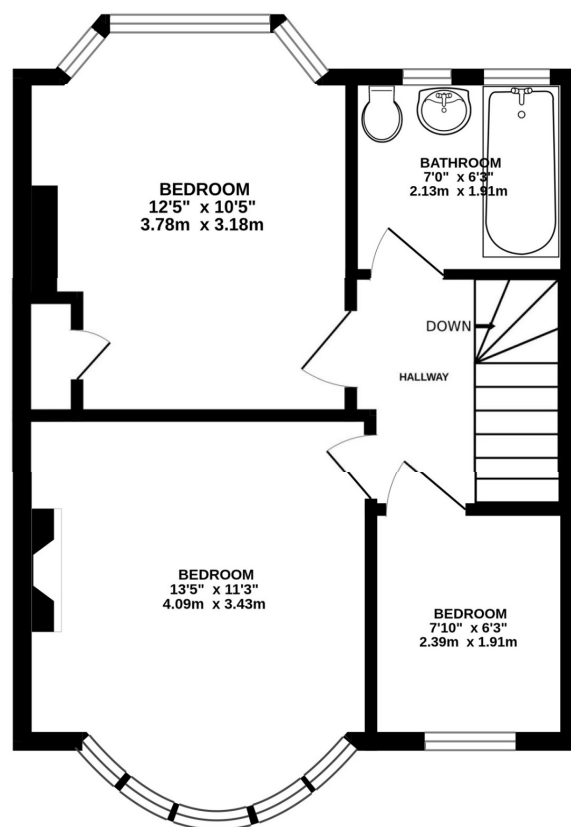 BEDROOM
12'5" x 10'5"
3.78m x 3.18m
BATHROOM
7'0" x 6'3"
2.13m x 1.91m
DOWN
HALLWAY
BEDROOM
13'5" x 11'3"
4.09m x 3.43m
BEDROOM
7'10" x 6'3"
2.39m x 1.91m